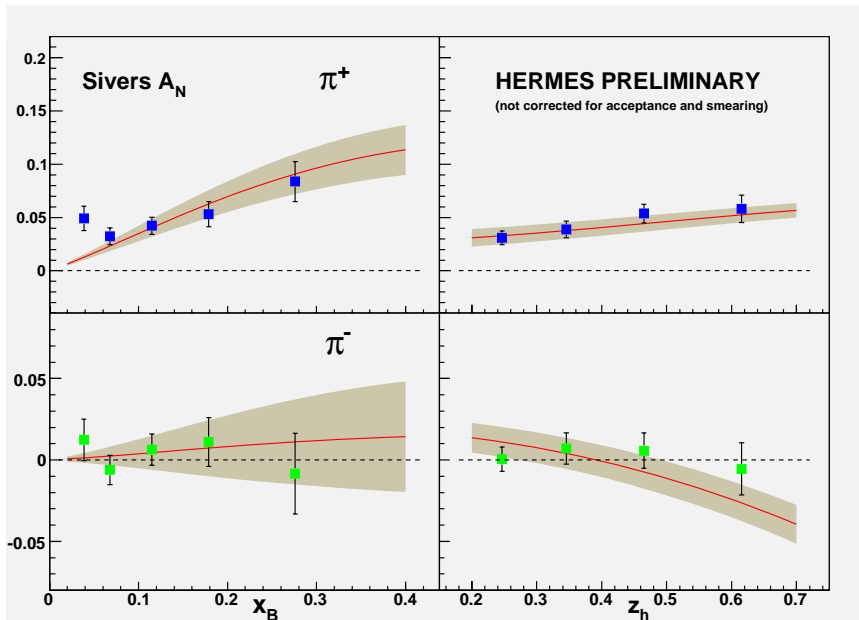 0.2
0.15
0.1
0.05
0
Sivers A_N
π+
HERMES PRELIMINARY
(not corrected for acceptance and smearing)
0.05
0
-0.05
π-
0 0.1 0.2 0.3 0.4
x_B
0.2 0.3 0.4 0.5 0.6 0.7
z_h